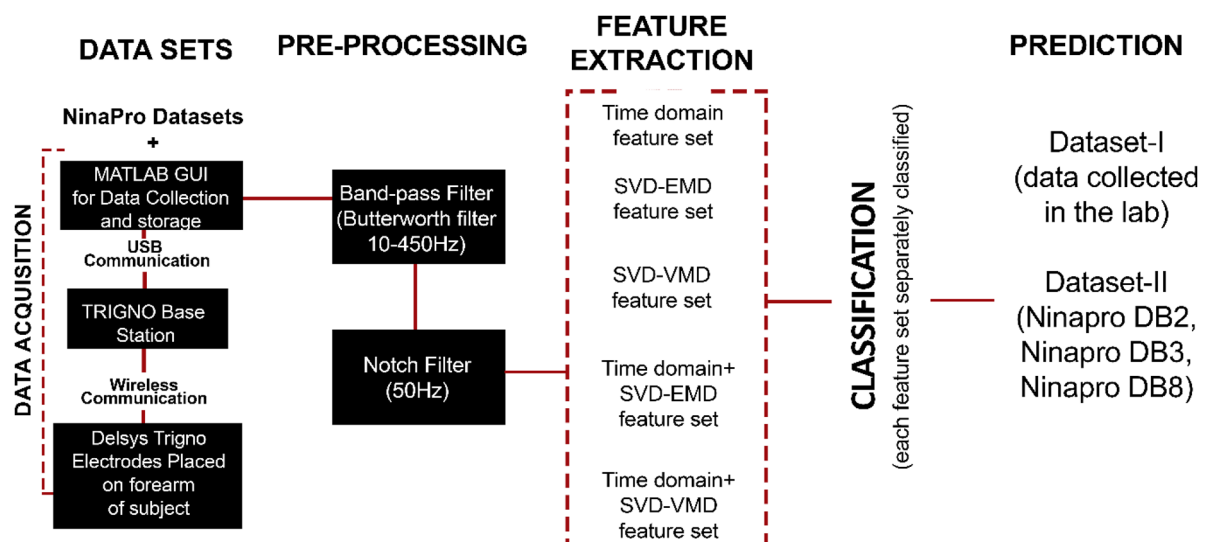 DATA SETS
PRE-PROCESSING
FEATURE
EXTRACTION
PREDICTION
NinaPro Datasets
+
DATA ACQUISITION
MATLAB GUI
for Data Collection
and storage
USB
Communication
TRIGNO Base
Station
Wireless
Communication
Delsys Trigno
Electrodes Placed
on forearm
of subject
Band-pass Filter
(Butterworth filter
10-450Hz)
Notch Filter
(50Hz)
Time domain
feature set
SVD-EMD
feature set
SVD-VMD
feature set
Time domain+
SVD-EMD
feature set
Time domain+
SVD-VMD
feature set
CLASSIFICATION
(each feature set separately classified)
Dataset-I
(data collected
in the lab)
Dataset-II
(Ninapro DB2,
Ninapro DB3,
Ninapro DB8)